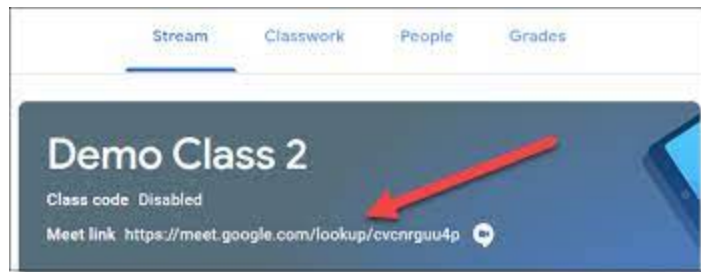 Stream Classwork People Grades
Demo Class 2
Class code Disabled
Meet link https://meet.google.com/lookup/cvcnrguu4p